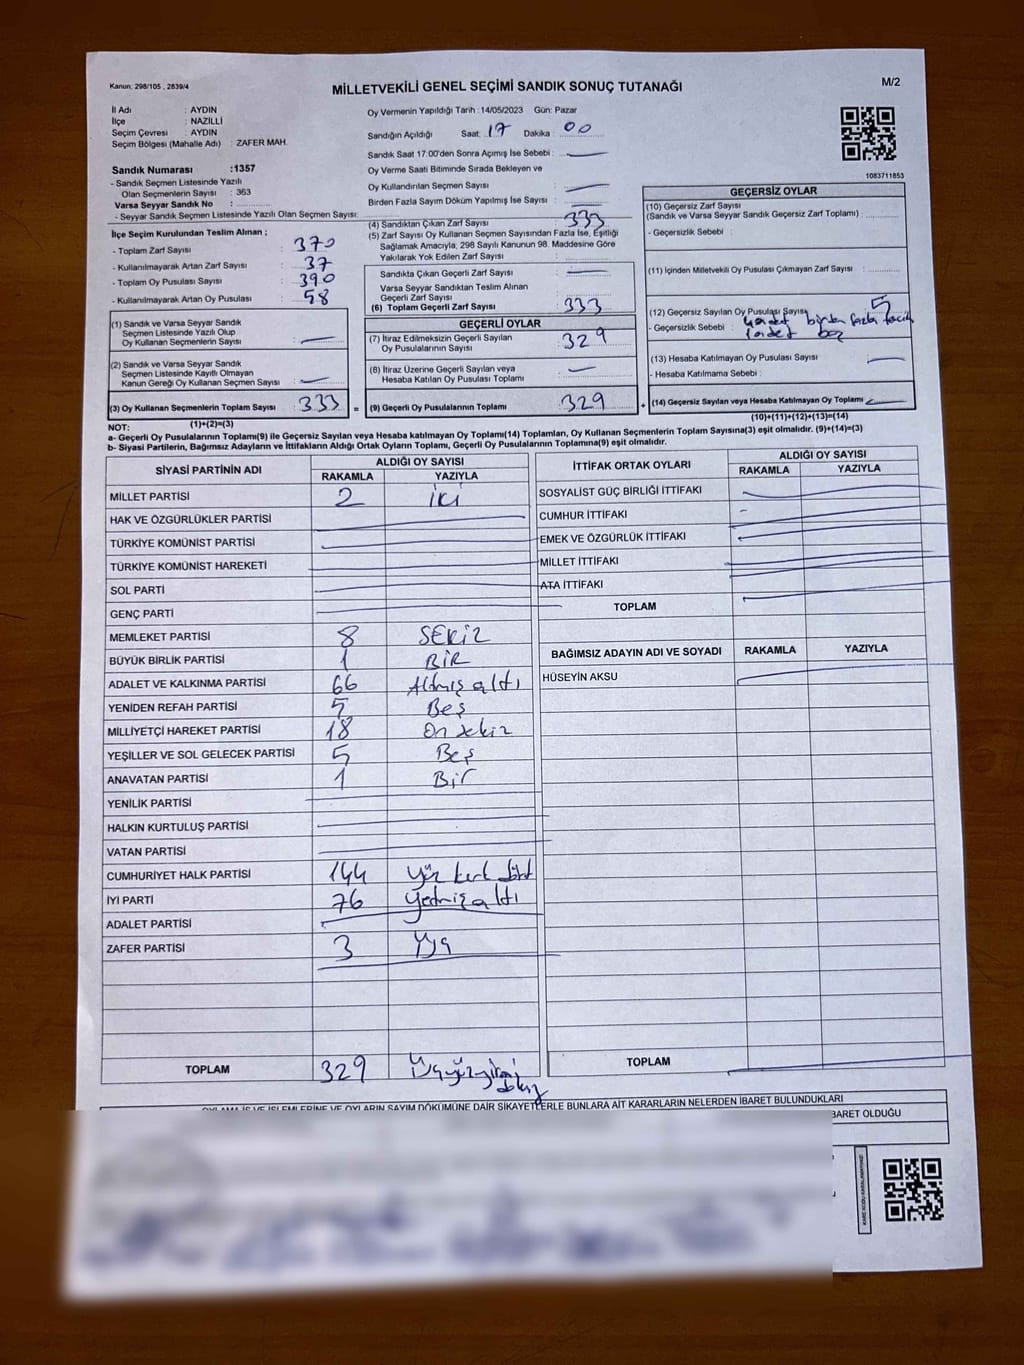 Kanun: 298/105 , 2839/4
MİLLETVEKİLİ GENEL SEÇİMİ SANDIK SONUÇ TUTANAĞI
M/2
İl Adı : AYDIN
İlçe : NAZİLLİ
Seçim Çevresi : AYDIN
Seçim Bölgesi (Mahalle Adı) : ZAFER MAH.
Sandık Numarası :1357
- Sandık Seçmen Listesinde Yazılı
Olan Seçmenlerin Sayısı : 363
Varsa Seyyar Sandık No :
- Seyyar Sandık Seçmen Listesinde Yazılı Olan Seçmen Sayısı:
Oy Vermenin Yapıldığı Tarih : 14/05/2023 Gün: Pazar
Sandığın Açıldığı Saat: 17 Dakika : 00
Sandık Saat 17.00'den Sonra Açımış İse Sebebi :
Oy Verme Saati Bitiminde Sırada Bekleyen ve
Oy Kullandırılan Seçmen Sayısı :
Birden Fazla Sayım Döküm Yapılmış İse Sayısı :
1083711853
İlçe Seçim Kurulundan Teslim Alınan ;
- Toplam Zarf Sayısı : 370
- Kullanılmayarak Artan Zarf Sayısı : 37
- Toplam Oy Pusulası Sayısı : 390
- Kullanılmayarak Artan Oy Pusulası : 58
(4) Sandıktan Çıkan Zarf Sayısı : 333
(5) Zarf Sayısı Oy Kullanan Seçmen Sayısından Fazla İse, Eşitliği
Sağlamak Amacıyla, 298 Sayılı Kanunun 98. Maddesine Göre
Yakılarak Yok Edilen Zarf Sayısı :
Sandıkta Çıkan Geçerli Zarf Sayısı :
Varsa Seyyar Sandıktan Teslim Alınan
Geçerli Zarf Sayısı :
(6) Toplam Geçerli Zarf Sayısı : 333
GEÇERSİZ OYLAR
(10) Geçersiz Zarf Sayısı
(Sandık ve Varsa Seyyar Sandık Geçersiz Zarf Toplamı) :
- Geçersizlik Sebebi :
(11) İçinden Milletvekili Oy Pusulası Çıkmayan Zarf Sayısı :
(12) Geçersiz Sayılan Oy Pusulası Sayısı : 5
- Geçersizlik Sebebi : 4 adet birden fazla
1 adet boş
(13) Hesaba Katılmayan Oy Pusulası Sayısı :
- Hesaba Katılmama Sebebi :
(14) Geçersiz Sayılan veya Hesaba Katılmayan Oy Toplamı :
(10)+(11)+(12)+(13)=(14)
(1) Sandık ve Varsa Seyyar Sandık
Seçmen Listesinde Yazılı Olup
Oy Kullanan Seçmenlerin Sayısı :
(2) Sandık ve Varsa Seyyar Sandık
Seçmen Listesinde Kayıtlı Olmayan
Kanun Gereği Oy Kullanan Seçmen Sayısı :
(3) Oy Kullanan Seçmenlerin Toplam Sayısı : 333 =
(1)+(2)=(3)
GEÇERLİ OYLAR
(7) İtiraz Edilmeksizin Geçerli Sayılan
Oy Pusulalarının Sayısı : 329
(8) İtiraz Üzerine Geçerli Sayılan veya
Hesaba Katılan Oy Pusulası Toplamı :
(9) Geçerli Oy Pusulalarının Toplamı : 329 +
NOT:
a- Geçerli Oy Pusulalarının Toplamı(9) ile Geçersiz Sayılan veya Hesaba katılmayan Oy Toplamı(14) Toplamları, Oy Kullanan Seçmenlerin Toplam Sayısına(3) eşit olmalıdır. (9)+(14)=(3)
b- Siyasi Partilerin, Bağımsız Adayların ve İttifakların Aldığı Ortak Oyların Toplamı, Geçerli Oy Pusulalarının Toplamına(9) eşit olmalıdır.
SİYASİ PARTİNİN ADI ALDIĞI OY SAYISI
RAKAMLA YAZIYLA
MİLLET PARTİSİ 2 İKİ
HAK VE ÖZGÜRLÜKLER PARTİSİ
TÜRKİYE KOMÜNİST PARTİSİ
TÜRKİYE KOMÜNİST HAREKETİ
SOL PARTİ
GENÇ PARTİ
MEMLEKET PARTİSİ 8 SEKİZ
BÜYÜK BİRLİK PARTİSİ 1 BİR
ADALET VE KALKINMA PARTİSİ 66 Altmış altı
YENİDEN REFAH PARTİSİ 5 Beş
MİLLİYETÇİ HAREKET PARTİSİ 18 On sekiz
YEŞİLLER VE SOL GELECEK PARTİSİ 5 Beş
ANAVATAN PARTİSİ 1 Bir
YENİLİK PARTİSİ
HALKIN KURTULUŞ PARTİSİ
VATAN PARTİSİ
CUMHURİYET HALK PARTİSİ 144 Yüz kırk dört
İYİ PARTİ 76 Yetmiş altı
ADALET PARTİSİ
ZAFER PARTİSİ 3 Üç
TOPLAM 329 Üçyüzyirmi dokuz
İTTİFAK ORTAK OYLARI ALDIĞI OY SAYISI
RAKAMLA YAZIYLA
SOSYALİST GÜÇ BİRLİĞİ İTTİFAKI
CUMHUR İTTİFAKI
EMEK VE ÖZGÜRLÜK İTTİFAKI
MİLLET İTTİFAKI
ATA İTTİFAKI
TOPLAM
BAĞIMSIZ ADAYIN ADI VE SOYADI RAKAMLA YAZIYLA
HÜSEYİN AKSU
TOPLAM
OYLAMA İŞ VE İŞLEMLERİNE VE OYLARIN SAYIM DÖKÜMÜNE DAİR ŞİKAYETLERLE BUNLARA AİT KARARLARIN NELERDEN İBARET BULUNDUKLARI
BARET OLDUĞU